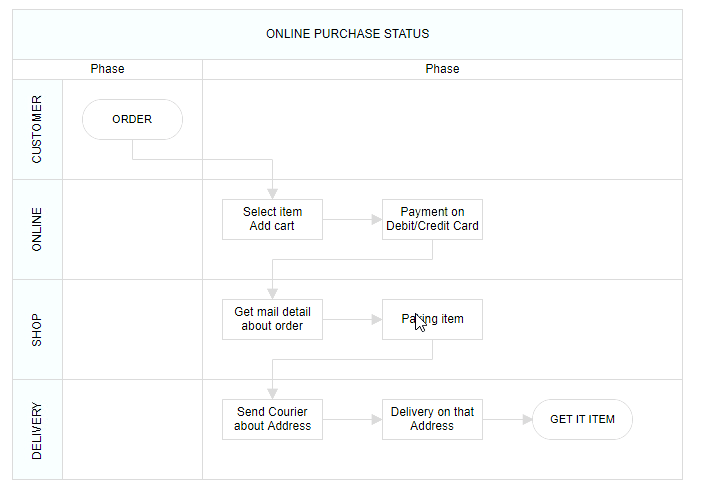 ONLINE PURCHASE STATUS
Phase
Phase
CUSTOMER
ORDER
ONLINE
Select item
Add cart
Payment on
Debit/Credit Card
SHOP
Get mail detail
about order
item
DELIVERY
Send Courier
about Address
Delivery on that
Address
GET IT ITEM